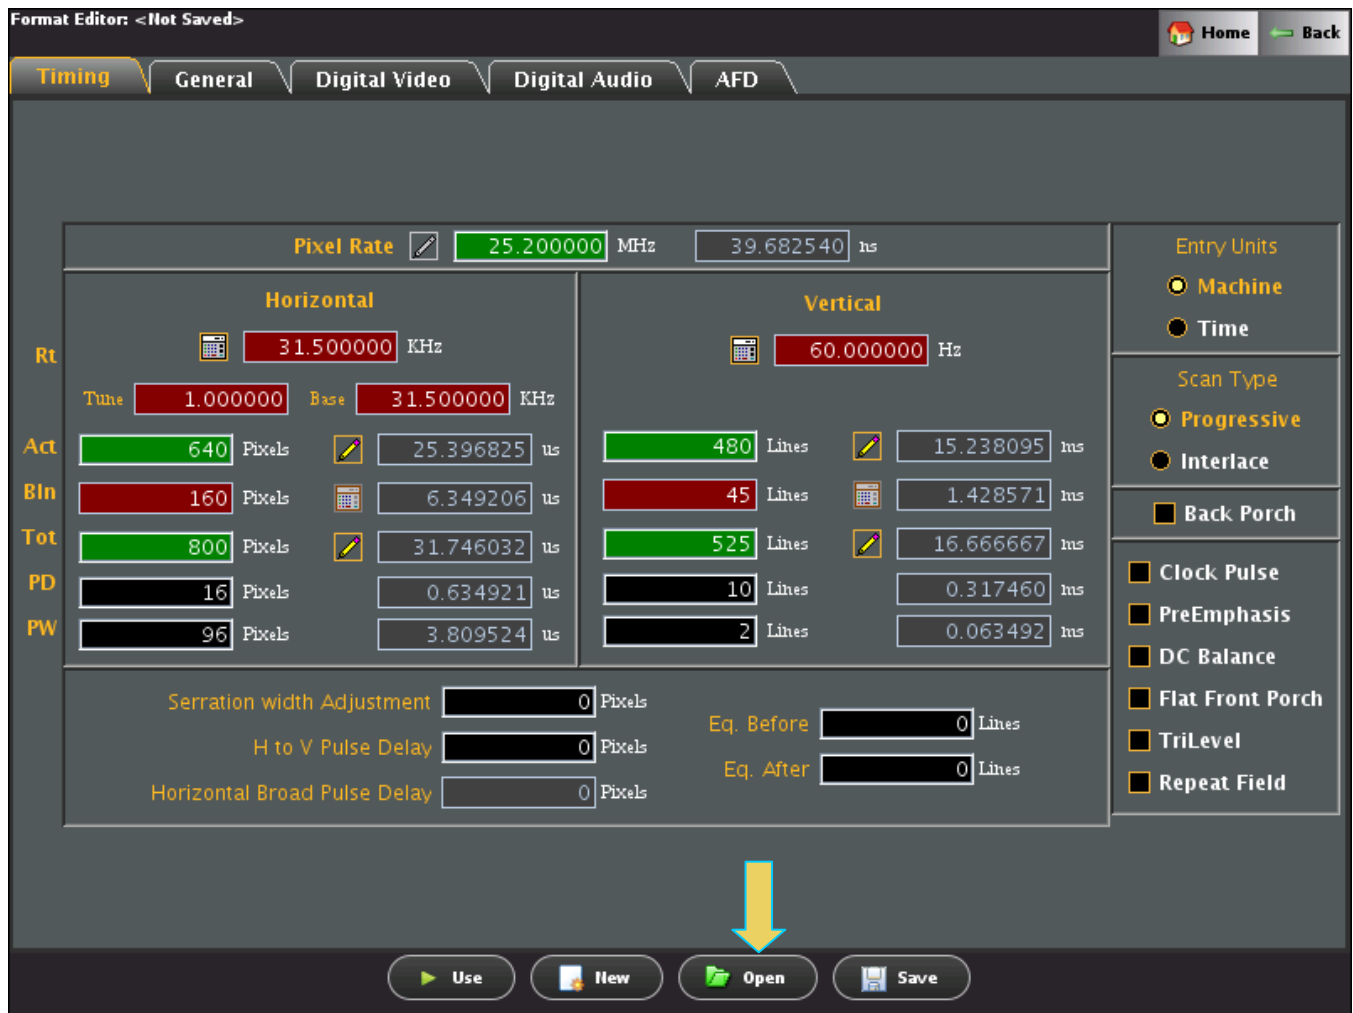 Format Editor: <Not Saved>
Home
Back
Timing
General
Digital Video
Digital Audio
AFD
Pixel Rate 25.200000 MHz 39.682540 ns
Horizontal
Vertical
Rt
31.500000 KHz
60.000000 Hz
Tune 1.000000 Base 31.500000 KHz
Act 640 Pixels 25.396825 us 480 Lines 15.238095 ms
Bln 160 Pixels 6.349206 us 45 Lines 1.428571 ms
Tot 800 Pixels 31.746032 us 525 Lines 16.666667 ms
PD 16 Pixels 0.634921 us 10 Lines 0.317460 ms
PW 96 Pixels 3.809524 us 2 Lines 0.063492 ms
Serration width Adjustment 0 Pixels
H to V Pulse Delay 0 Pixels
Horizontal Broad Pulse Delay 0 Pixels
Eq. Before 0 Lines
Eq. After 0 Lines
Entry Units
Machine
Time
Scan Type
Progressive
Interlace
Back Porch
Clock Pulse
PreEmphasis
DC Balance
Flat Front Porch
TriLevel
Repeat Field
Use
New
Open
Save